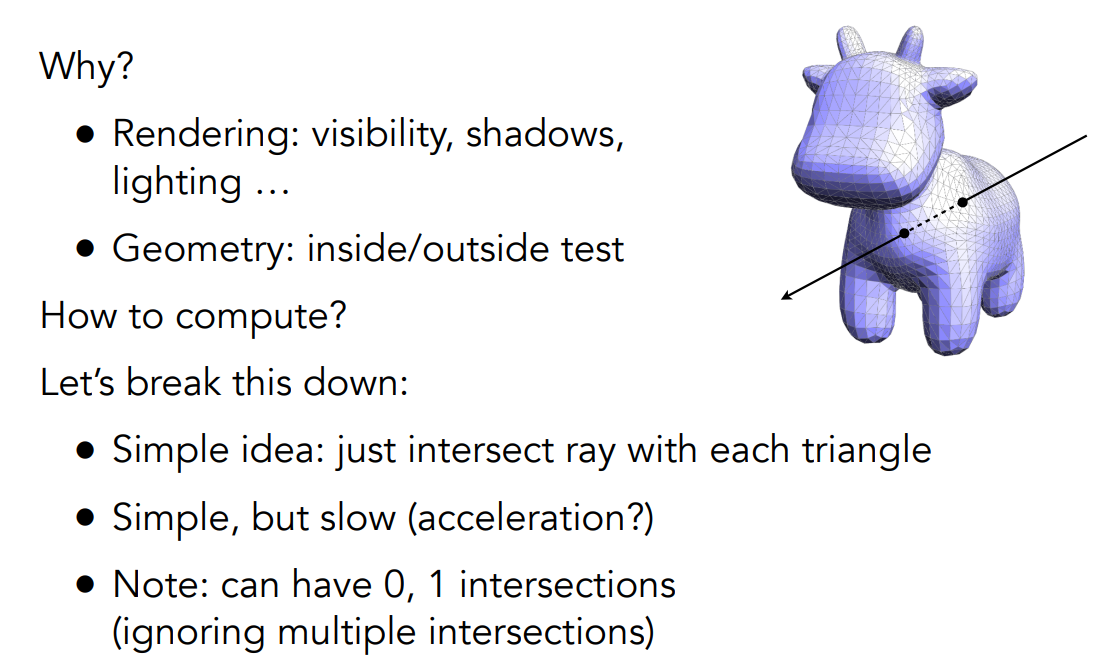 Why?
● Rendering: visibility, shadows,
lighting …
● Geometry: inside/outside test
How to compute?
Let’s break this down:
● Simple idea: just intersect ray with each triangle
● Simple, but slow (acceleration?)
● Note: can have 0, 1 intersections
(ignoring multiple intersections)